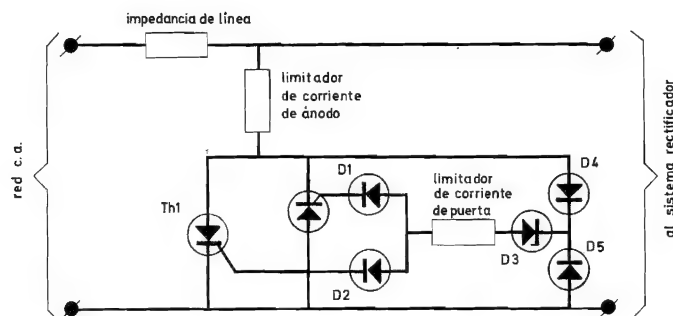 impedancia de línea
limitador
de corriente
de ánodo
red c.a.
D1
Th1
D2
limitador
de corriente
de puerta
D3
D4
D5
al sistema rectificador